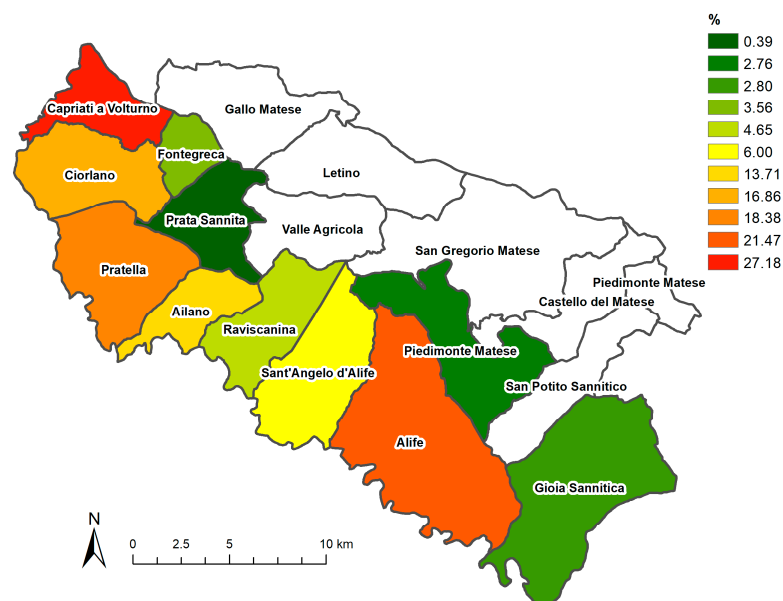 %
0.39
2.76
2.80
3.56
4.65
6.00
13.71
16.86
18.38
21.47
27.18
Capriati a Volturno
Gallo Matese
Fontegreca
Ciorlano
Letino
Prata Sannita
Valle Agricola
San Gregorio Matese
Pratella
Piedimonte Matese
Castello del Matese
Ailano
Raviscanina
Piedimonte Matese
Sant'Angelo d'Alife
San Potito Sannitico
Alife
Gioia Sannitica
N
0 2.5 5 10 km